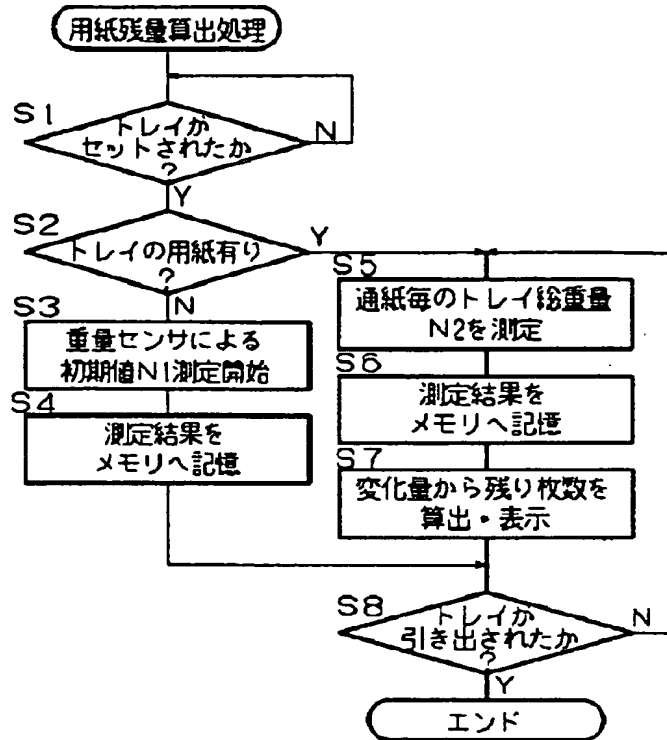 用紙残量算出処理
S1
トレイが
セットされたか
?
N
Y
S2
トレイの用紙有り
?
Y
N
S3
重量センサによる
初期値N1測定開始
S4
測定結果を
メモリへ記憶
S5
通紙毎のトレイ総重量
N2を測定
S6
測定結果を
メモリへ記憶
S7
変化量から残り枚数を
算出・表示
S8
トレイが
引き出されたか
?
N
Y
エンド